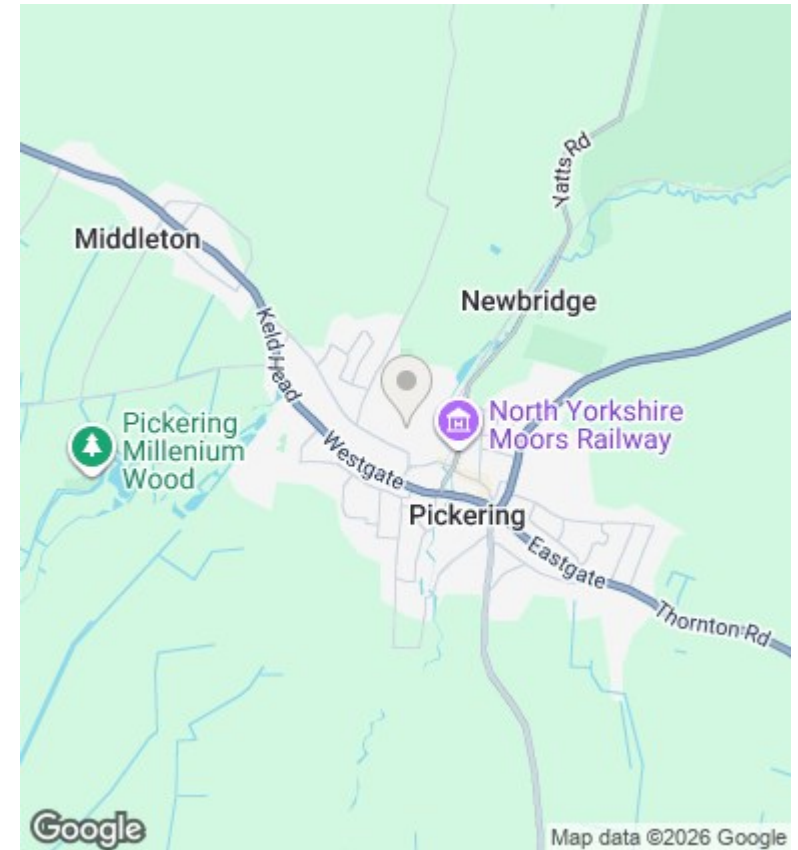 Yatts Rd
Middleton
Newbridge
Keld Head
North Yorkshire
Moors Railway
Pickering
Millenium
Wood
Westgate
Pickering
Eastgate
Thornton Rd
Google
Map data ©2026 Google